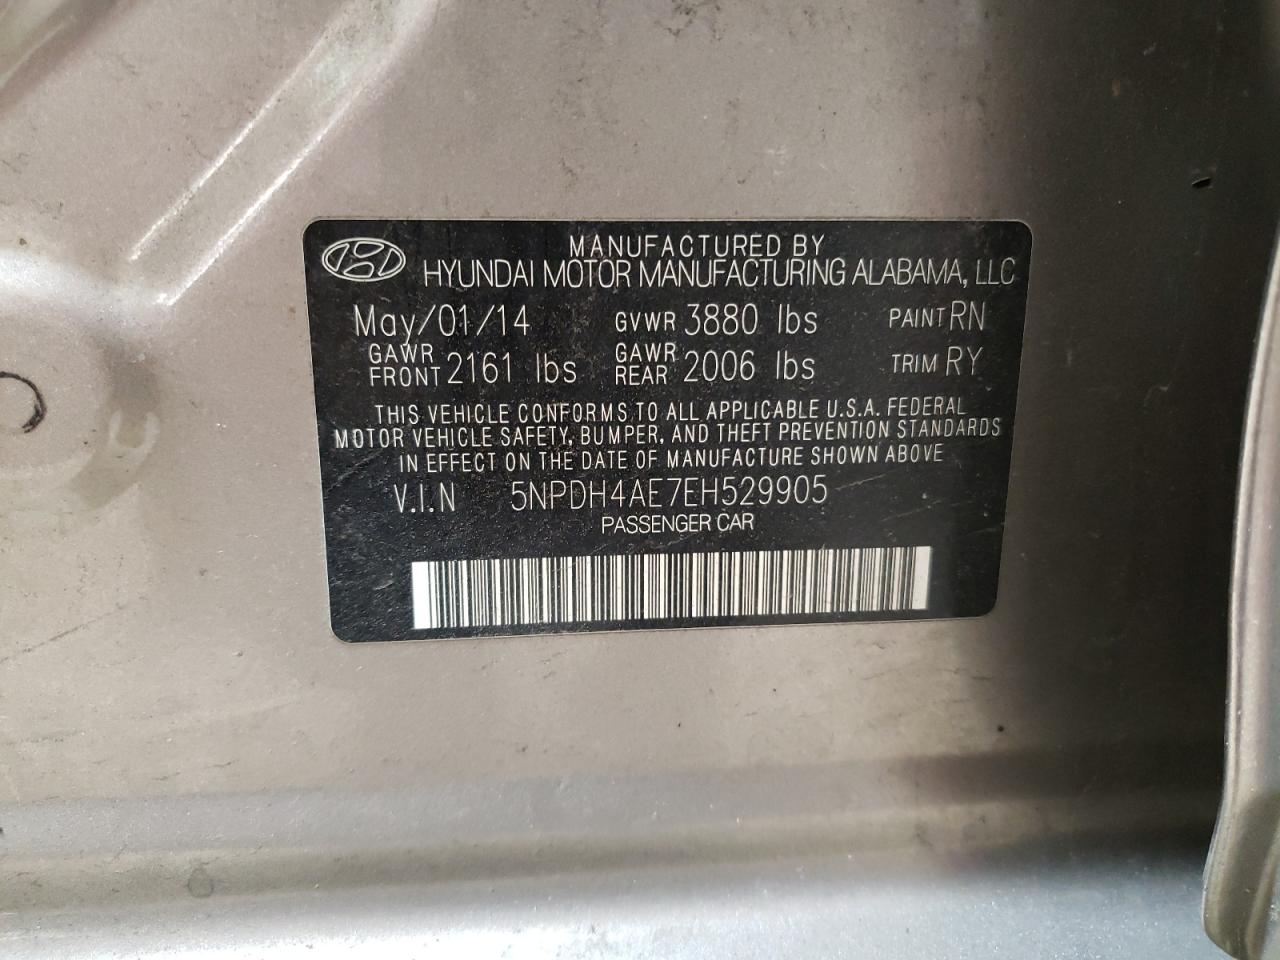 MANUFACTURED BY
HYUNDAI MOTOR MANUFACTURING ALABAMA, LLC
May/01/14 GVWR 3880 lbs PAINT RN
GAWR FRONT 2161 lbs GAWR REAR 2006 lbs TRIM RY
THIS VEHICLE CONFORMS TO ALL APPLICABLE U.S.A. FEDERAL
MOTOR VEHICLE SAFETY, BUMPER, AND THEFT PREVENTION STANDARDS
IN EFFECT ON THE DATE OF MANUFACTURE SHOWN ABOVE
V.I.N 5NPDH4AE7EH529905
PASSENGER CAR